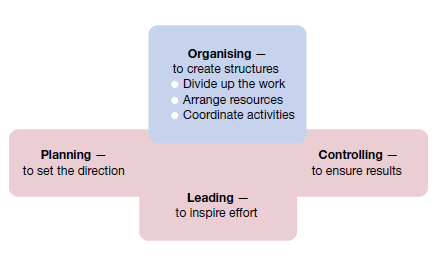 Organising —
to create structures
Divide up the work
Arrange resources
Coordinate activities
Planning —
to set the direction
Controlling —
to ensure results
Leading —
to inspire effort